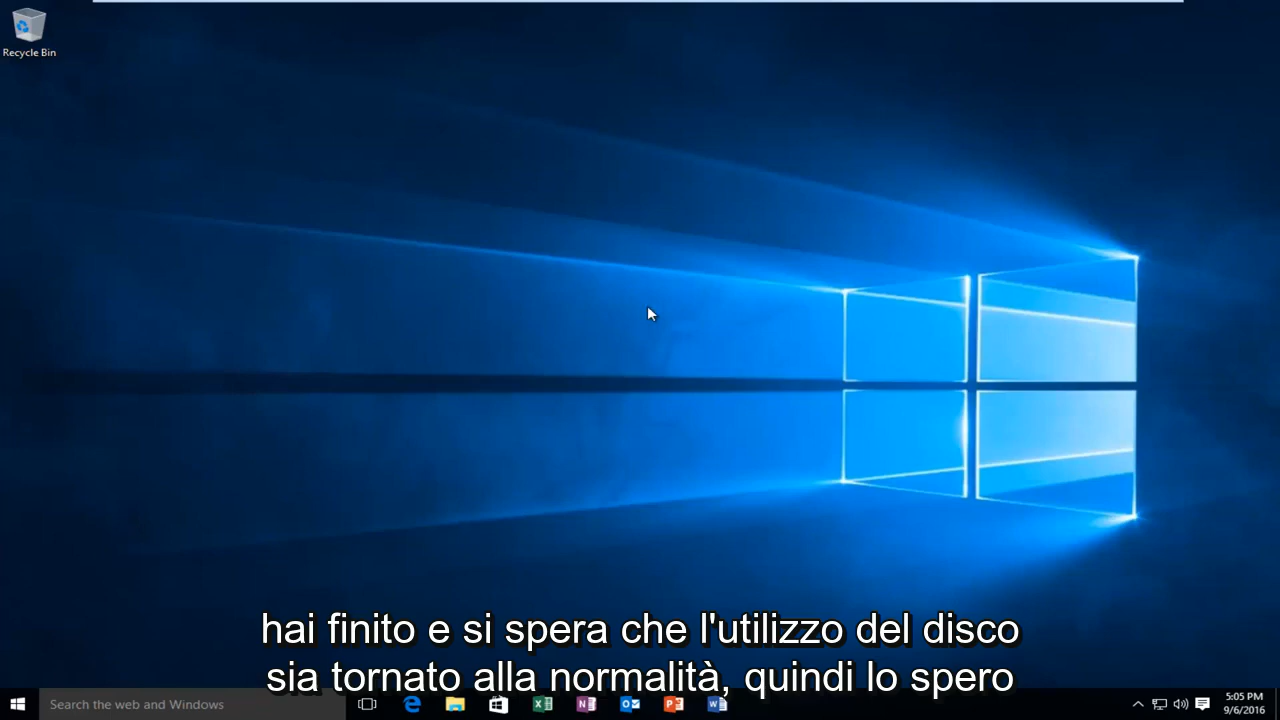 Recycle Bin
hai finito e si spera che l'utilizzo del disco
sia tornato alla normalità, quindi lo spero
Search the web and Windows
5:05 PM
9/6/2016